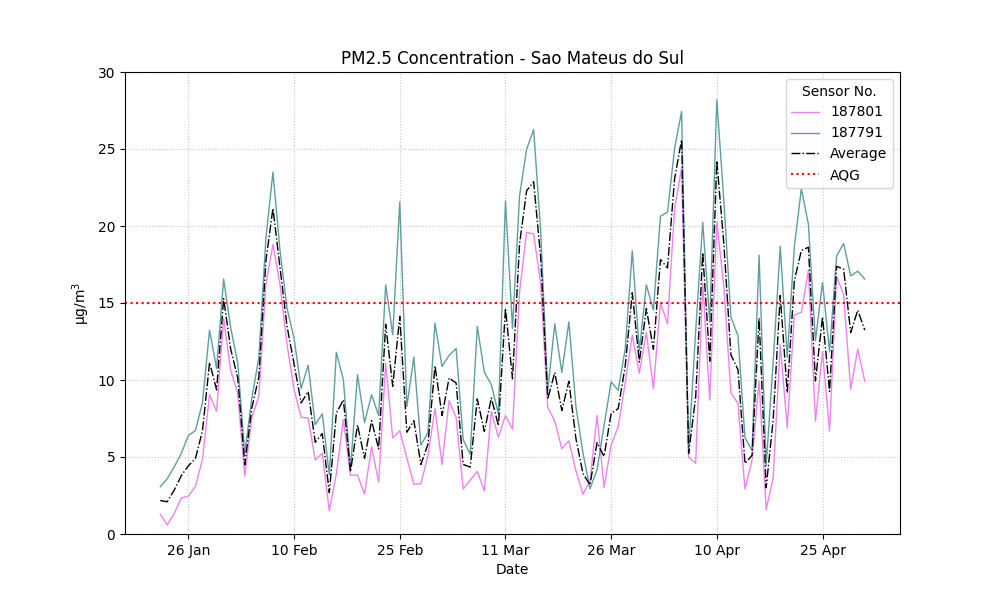 PM2.5 Concentration - Sao Mateus do Sul
30
25
20
15
10
5
0
µg/m³
26 Jan
10 Feb
25 Feb
11 Mar
26 Mar
10 Apr
25 Apr
Date
Sensor No.
187801
187791
Average
AQG